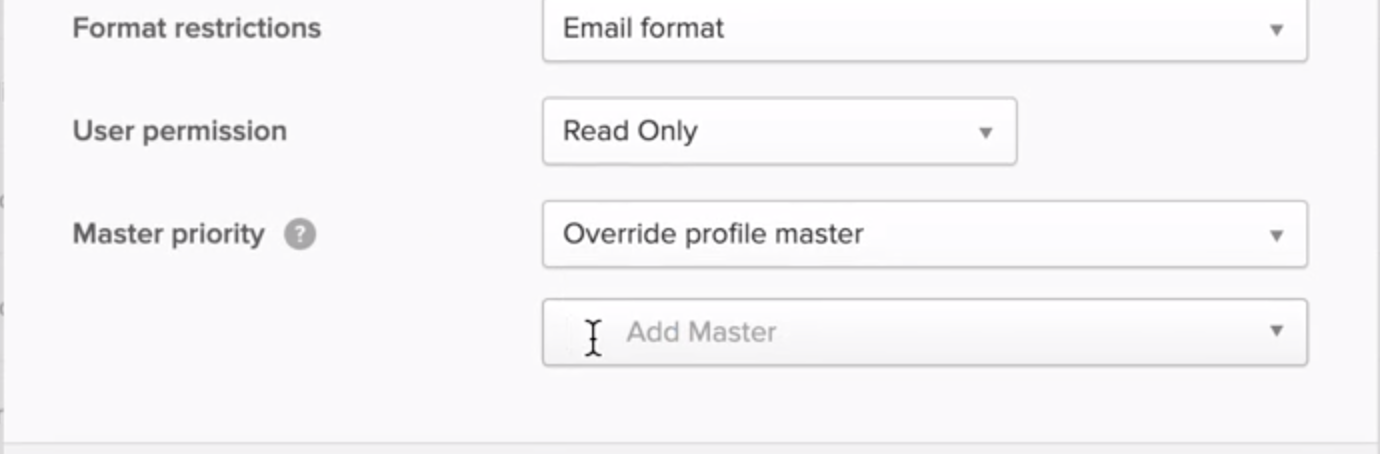 Format restrictions
Email format
User permission
Read Only
Master priority ?
Override profile master
Add Master